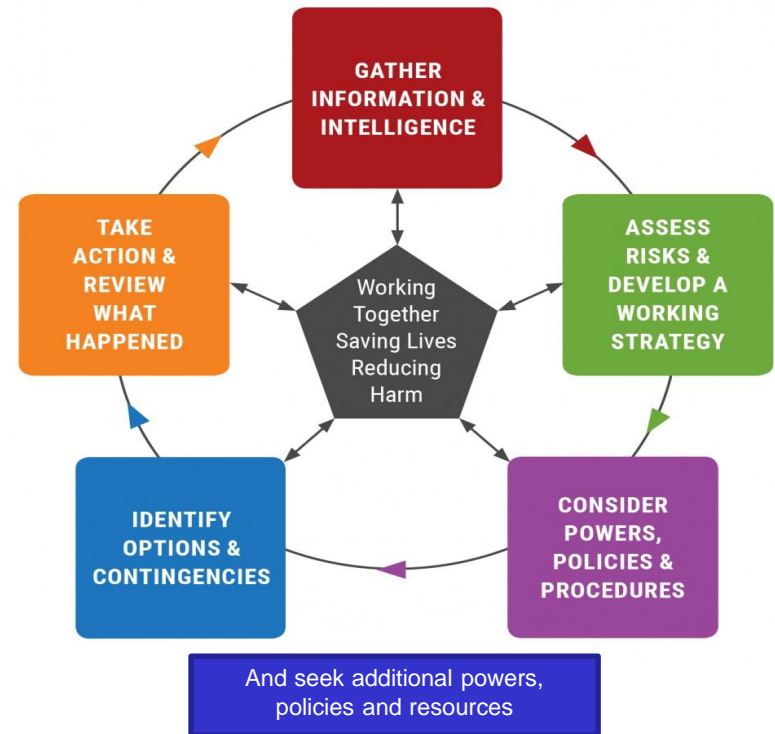 GATHER
INFORMATION &
INTELLIGENCE
TAKE
ACTION &
REVIEW
WHAT
HAPPENED
ASSESS
RISKS &
DEVELOP A
WORKING
STRATEGY
Working
Together
Saving Lives
Reducing
Harm
IDENTIFY
OPTIONS &
CONTINGENCIES
CONSIDER
POWERS,
POLICIES &
PROCEDURES
And seek additional powers,
policies and resources